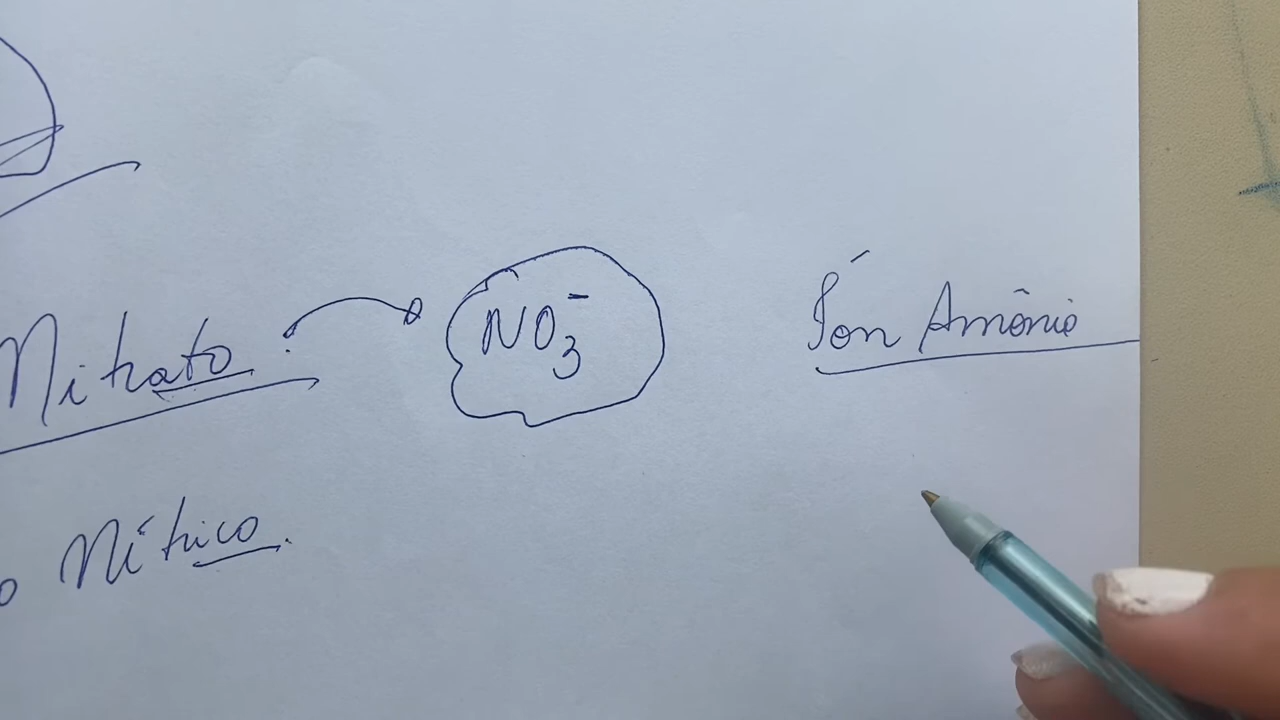 Nitrato :
NO₃⁻
Íon Amônio
o Nítrico.